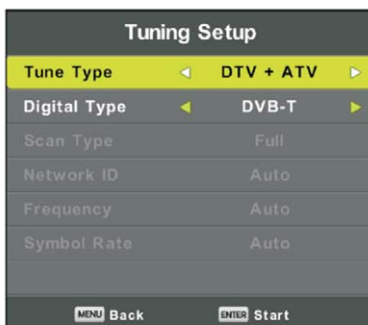 Tuning Setup
Tune Type DTV + ATV
Digital Type DVB-T
Scan Type Full
Network ID Auto
Frequency Auto
Symbol Rate Auto
MENU Back ENTER Start